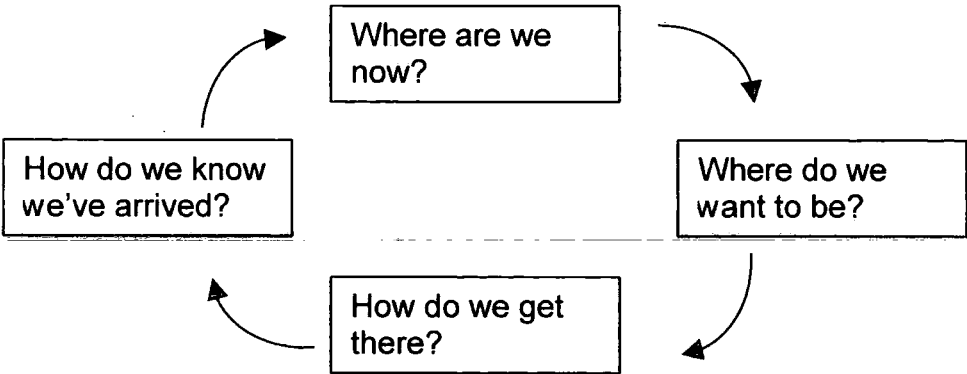 Where are we
now?
Where do we
want to be?
How do we get
there?
How do we know
we've arrived?